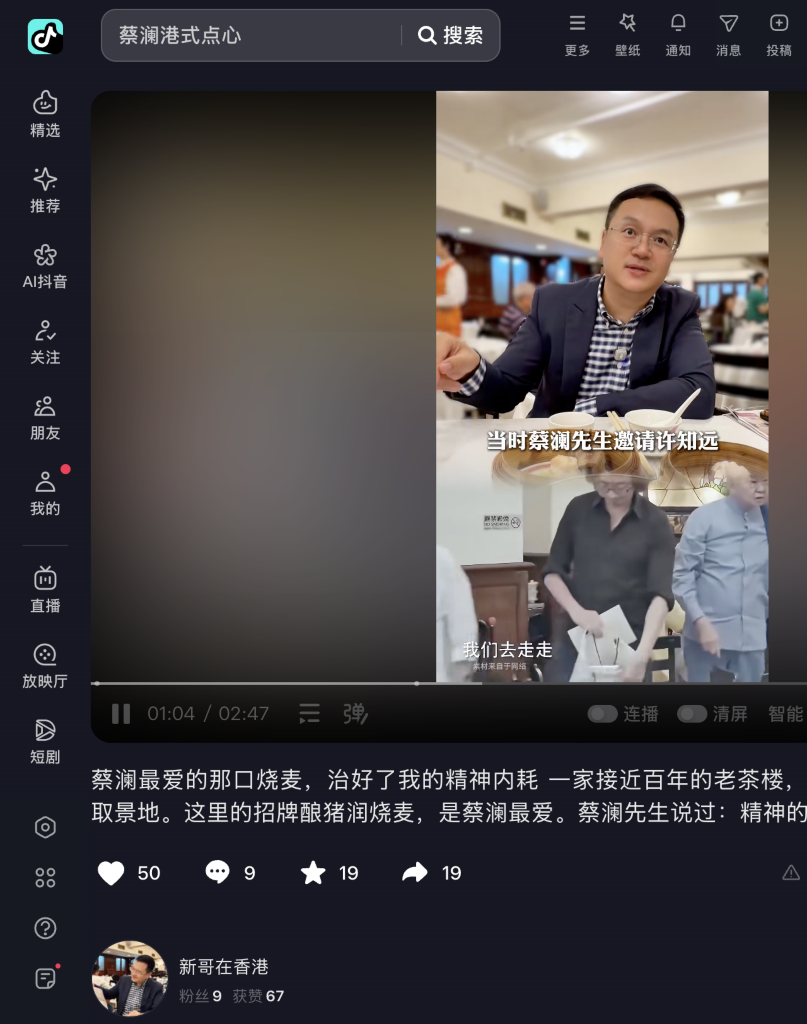 蔡澜港式点心
搜索
更多
壁纸
通知
消息
投稿
精选
推荐
AI抖音
关注
朋友
我的
直播
放映厅
短剧
当时蔡澜先生邀请许知远
我们去走走
素材来自于网络
01:04 / 02:47
弹
连播
清屏
智能
蔡澜最爱的那口烧麦，治好了我的精神内耗 一家接近百年的老茶楼，
取景地。这里的招牌酿猪润烧麦，是蔡澜最爱。蔡澜先生说过：精神的
50
9
19
19
新哥在香港
粉丝9 获赞67